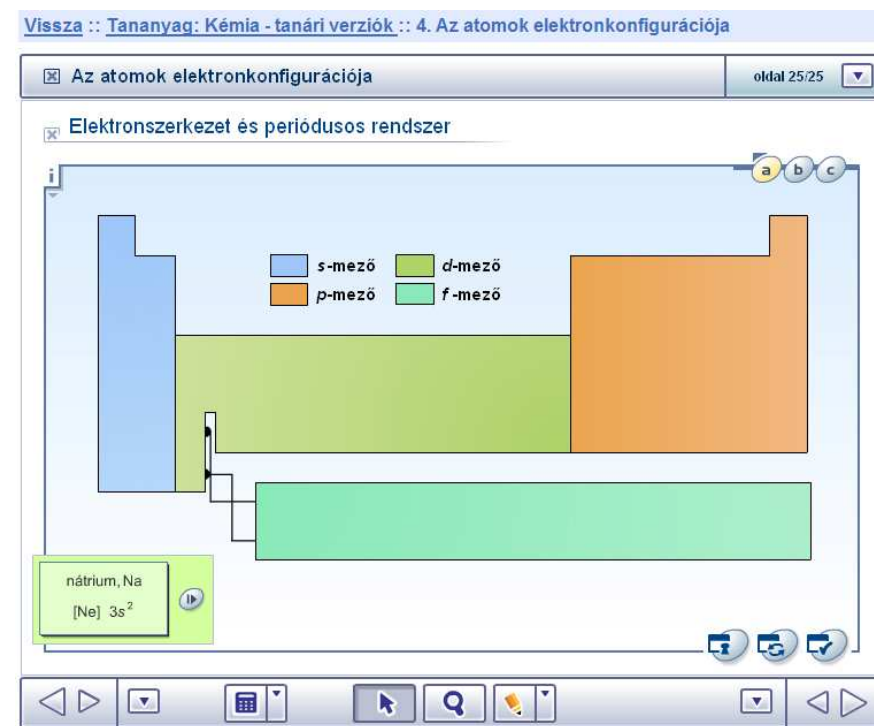 Vissza :: Tananyag: Kémia - tanári verziók :: 4. Az atomok elektronkonfigurációja
Az atomok elektronkonfigurációja
oldal 25/25
Elektronszerkezet és periódusos rendszer
i
a b c
s-mező d-mező
p-mező f-mező
nátrium, Na
[Ne] 3s²